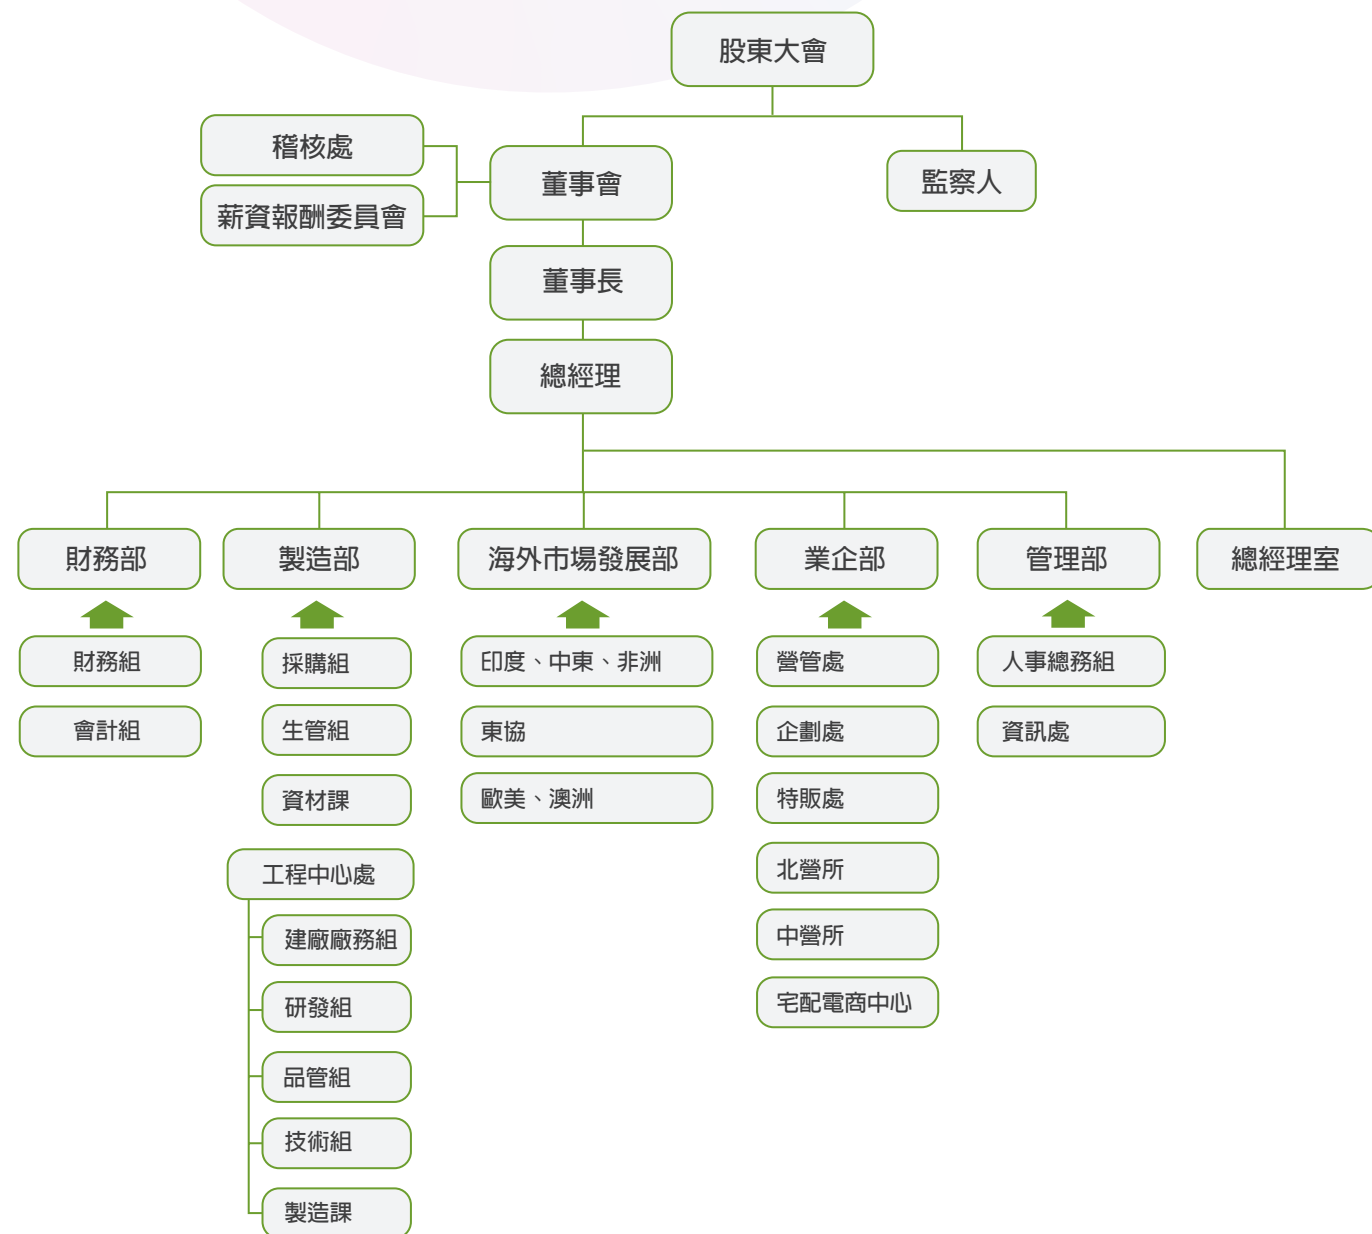 股東大會
稽核處
薪資報酬委員會
董事會
監察人
董事長
總經理
財務部
製造部
海外市場發展部
業企部
管理部
總經理室
財務組
會計組
採購組
生管組
資材課
工程中心處
建廠廠務組
研發組
品管組
技術組
製造課
印度、中東、非洲
東協
歐美、澳洲
營管處
企劃處
特販處
北營所
中營所
宅配電商中心
人事總務組
資訊處